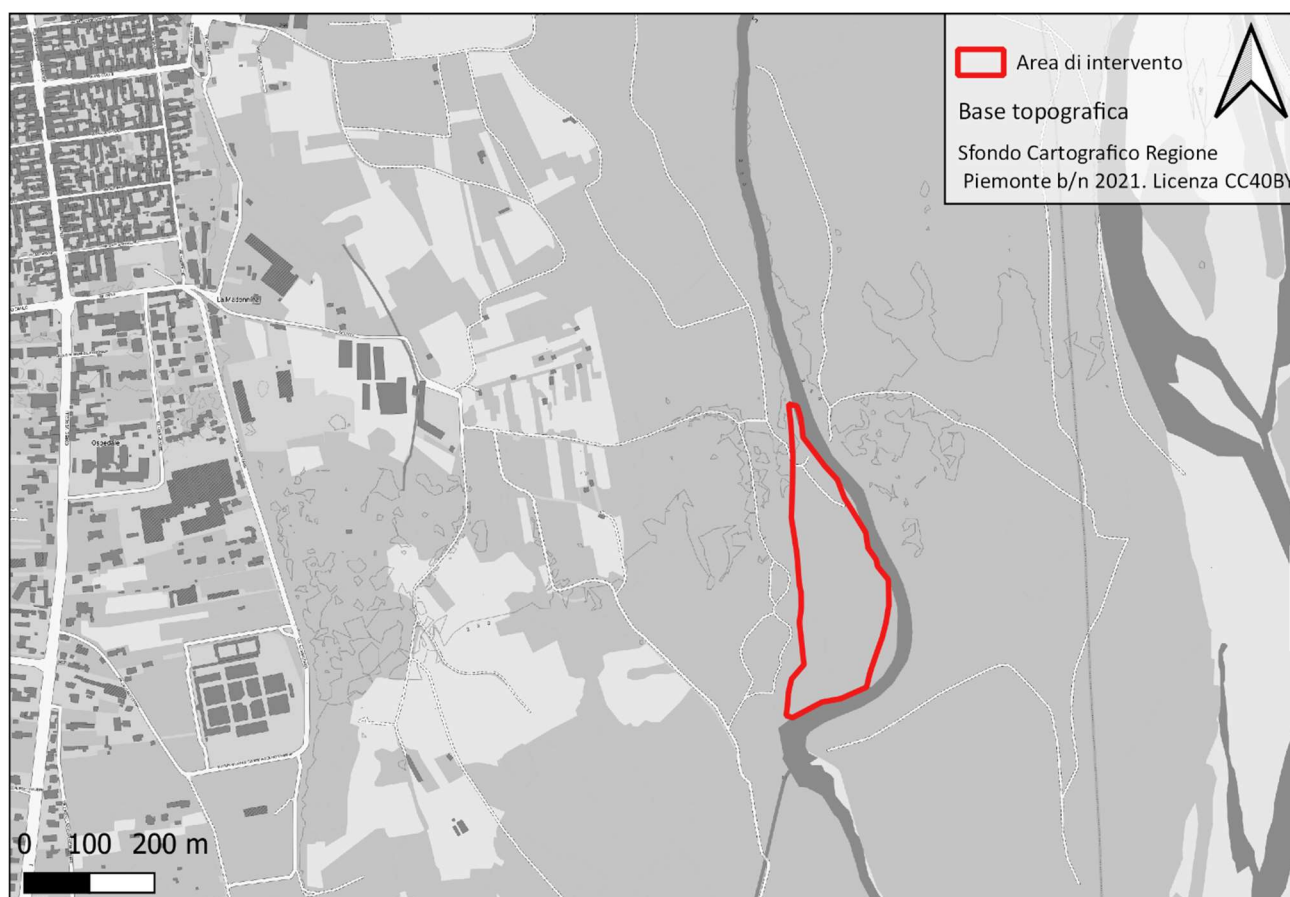 Area di intervento
Base topografica
Sfondo Cartografico Regione
Piemonte b/n 2021. Licenza CC40BY
La Madonnina
Ospedale
0 100 200 m